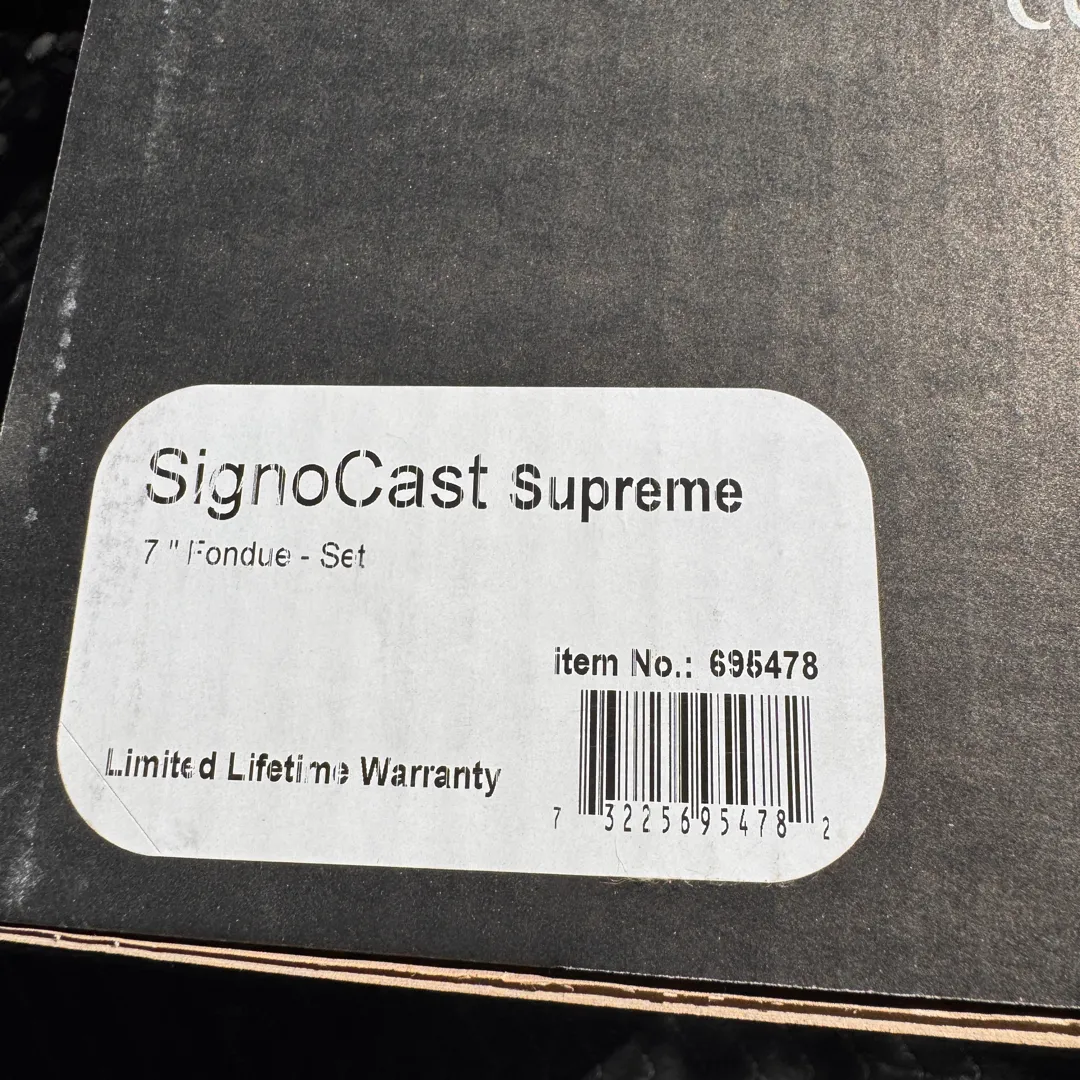 SignoCast Supreme
7 " Fondue - Set
item No.: 695478
Limited Lifetime Warranty
7 32256 95478 2